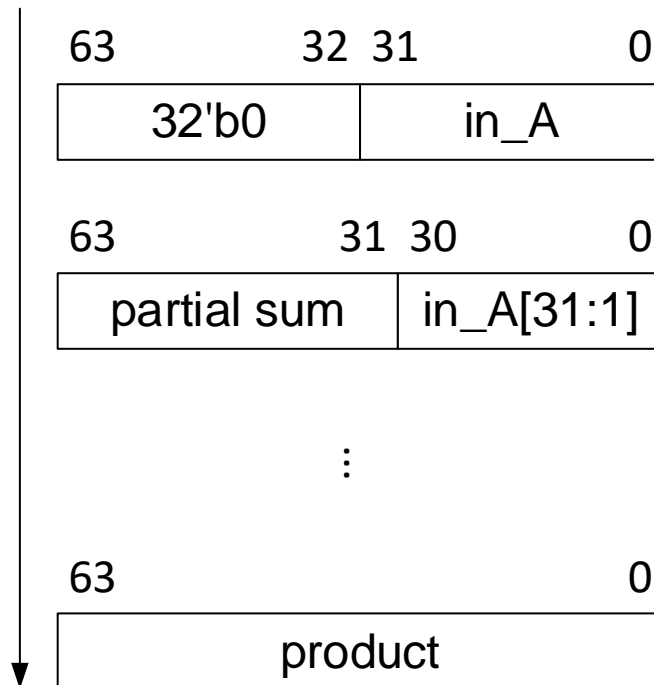 63 32 31 0
32'b0 in_A
63 31 30 0
partial sum in_A[31:1]
⋮
63 0
product